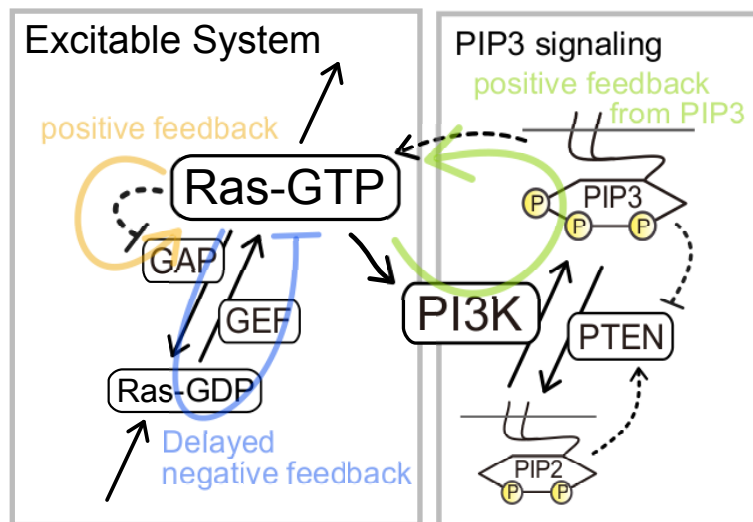 Excitable System
positive feedback
Ras-GTP
GAP
GEF
Ras-GDP
Delayed
negative feedback
PIP3 signaling
positive feedback
from PIP3
PIP3
P
P
P
PI3K
PTEN
PIP2
P
P